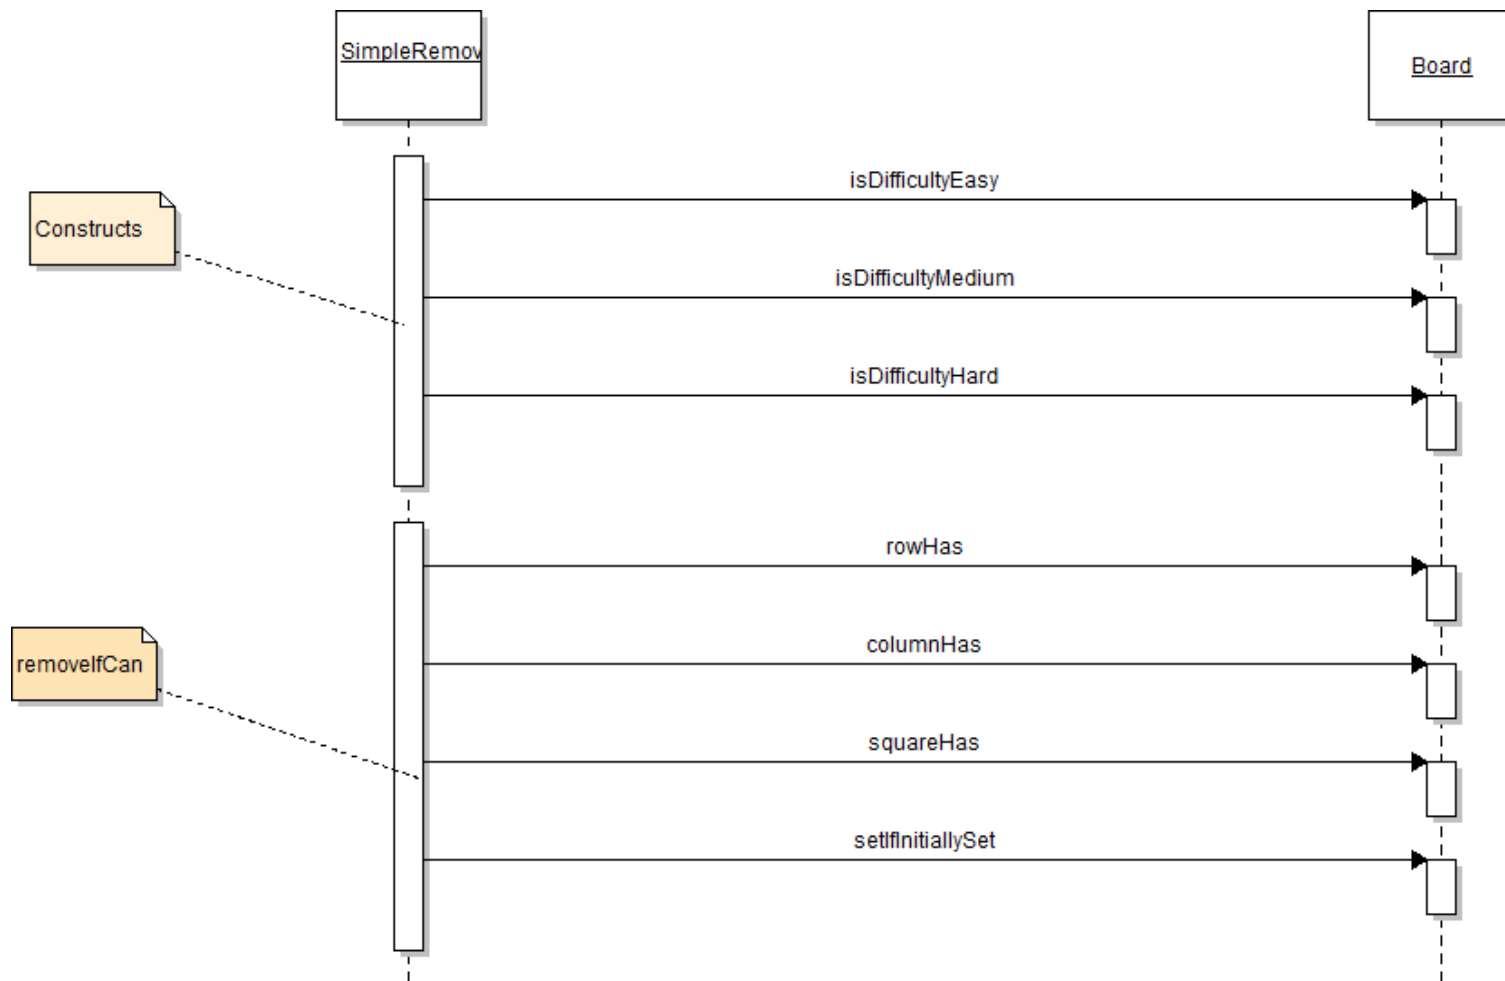 SimpleRemov
Board
isDifficultyEasy
Constructs
isDifficultyMedium
isDifficultyHard
rowHas
columnHas
removeIfCan
squareHas
setIfInitiallySet